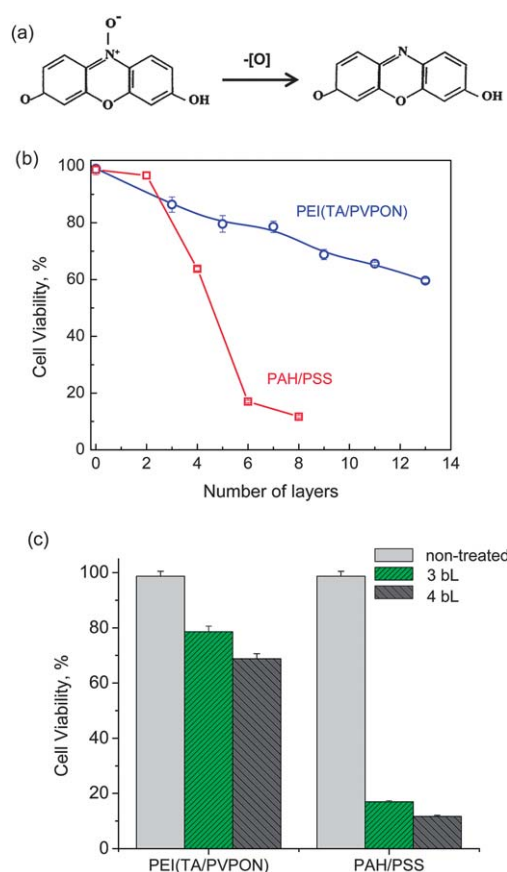 (a)
O⁻
N⁺
O
O
OH
-[O]
N
O
O
OH
(b)
100
80
60
40
20
0
Cell Viability, %
PEI(TA/PVPON)
PAH/PSS
0 2 4 6 8 10 12 14
Number of layers
(c)
non-treated
3 bL
4 bL
100
80
60
40
20
0
Cell Viability, %
PEI(TA/PVPON) PAH/PSS